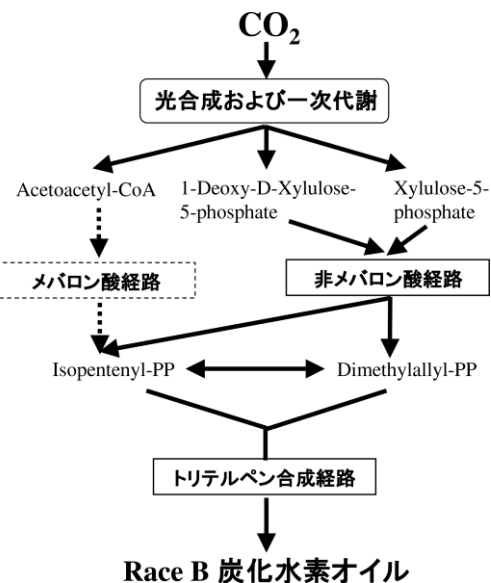 CO2
光合成および一次代謝
Acetoacetyl-CoA
1-Deoxy-D-Xylulose-
5-phosphate
Xylulose-5-
phosphate
メバロン酸経路
非メバロン酸経路
Isopentenyl-PP
Dimethylallyl-PP
トリテルペン合成経路
Race B 炭化水素オイル